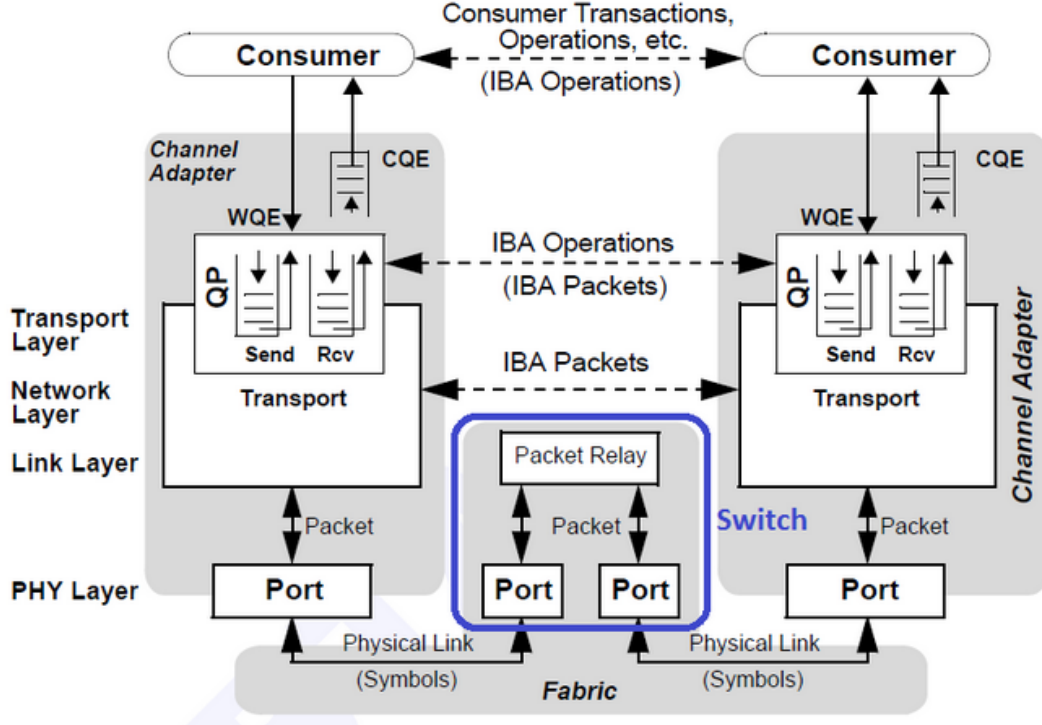 Consumer Transactions,
Operations, etc.
(IBA Operations)
Consumer
Consumer
Channel
Adapter
CQE
WQE
QP
Send
Rcv
Transport
IBA Operations
(IBA Packets)
IBA Packets
CQE
WQE
QP
Send
Rcv
Transport
Channel Adapter
Transport
Layer
Network
Layer
Link Layer
PHY Layer
Packet Relay
Packet
Packet
Switch
Packet
Port
Port
Port
Port
Physical Link
(Symbols)
Physical Link
(Symbols)
Fabric